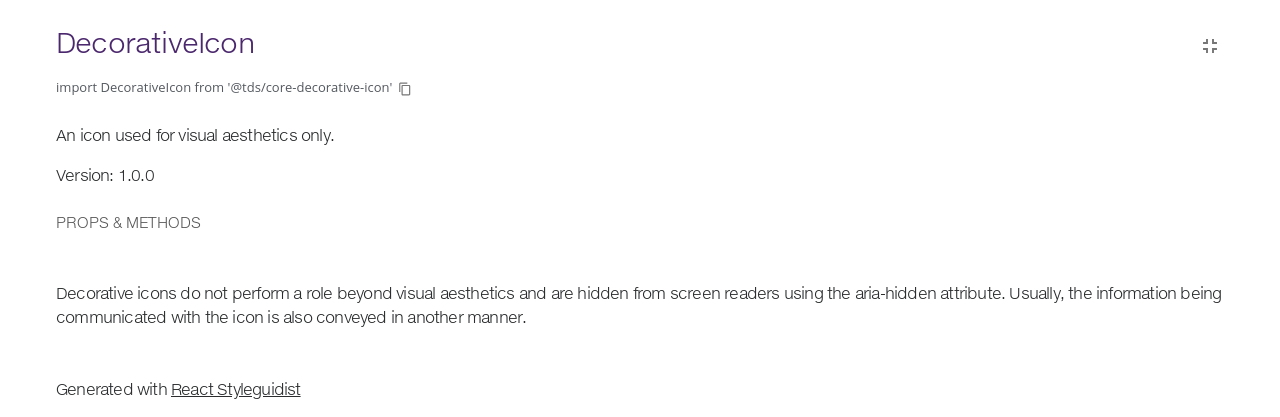 DecorativeIcon
import DecorativeIcon from '@tds/core-decorative-icon'
An icon used for visual aesthetics only.
Version: 1.0.0
PROPS & METHODS
Decorative icons do not perform a role beyond visual aesthetics and are hidden from screen readers using the aria-hidden attribute. Usually, the information being
communicated with the icon is also conveyed in another manner.
Generated with React Styleguidist